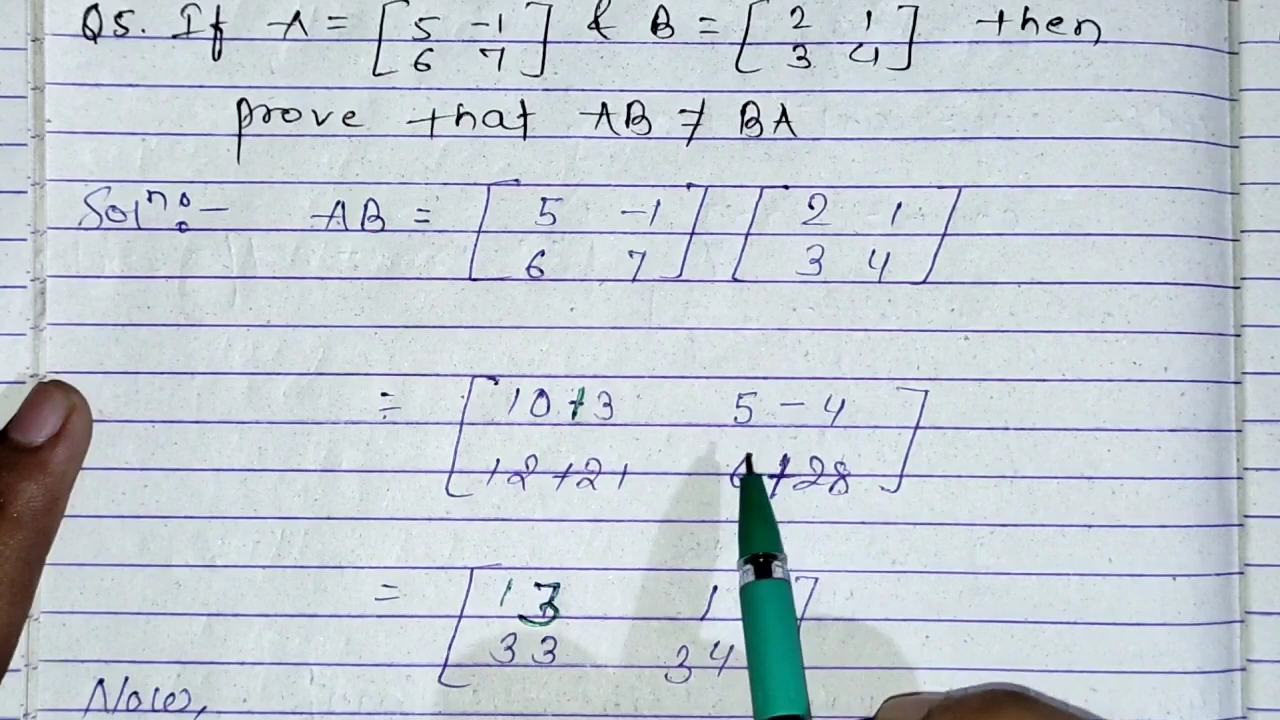 Q5. If A = [ 5 -1 ] & B = [ 2 1 ] then
[ 6 7 ] [ 3 4 ]
prove that AB ≠ BA
Soln:- AB = [ 5 -1 ] [ 2 1 ]
[ 6 7 ] [ 3 4 ]
= [ 10+3 5-4 ]
[ 12+21 6+28 ]
= [ 13 1 ]
[ 33 34
Now,